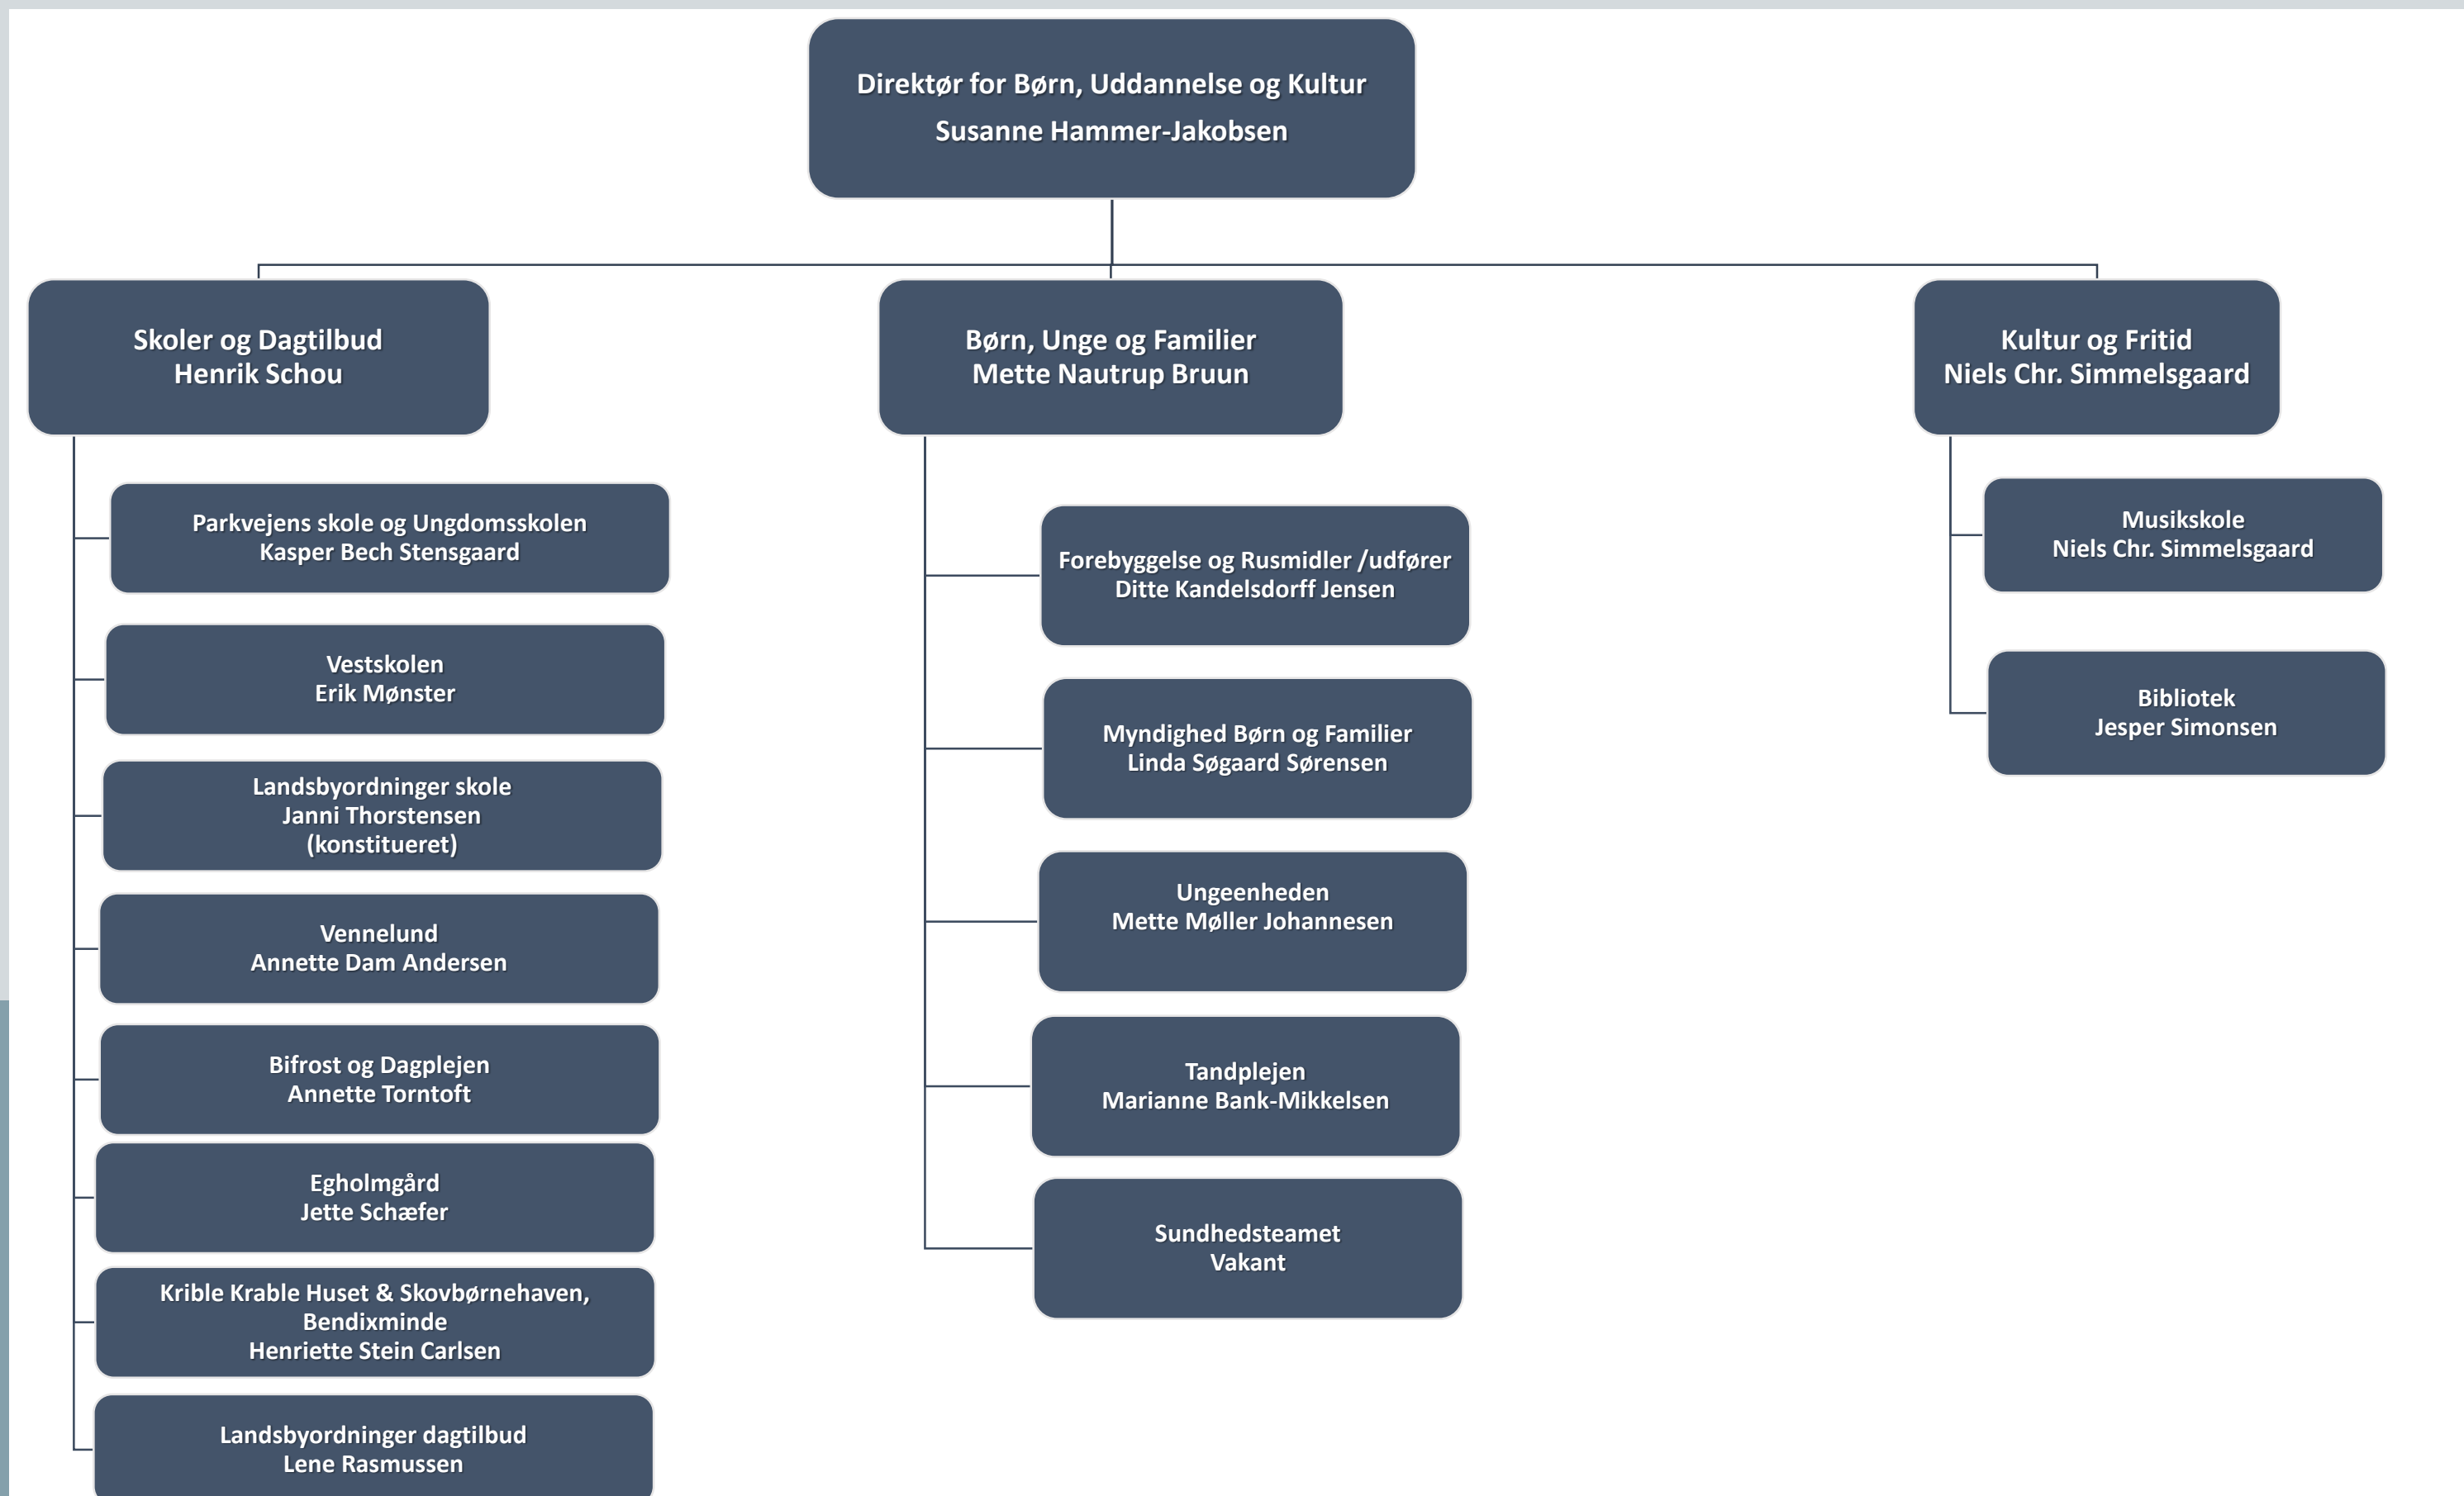 Direktør for Børn, Uddannelse og Kultur
Susanne Hammer-Jakobsen
Skoler og Dagtilbud
Henrik Schou
Parkvejens skole og Ungdomsskolen
Kasper Bech Stensgaard
Vestskolen
Erik Mønster
Landsbyordninger skole
Janni Thorstensen
(konstitueret)
Vennelund
Annette Dam Andersen
Bifrost og Dagplejen
Annette Torntoft
Egholmgård
Jette Schæfer
Krible Krable Huset & Skovbørnehaven,
Bendixminde
Henriette Stein Carlsen
Landsbyordninger dagtilbud
Lene Rasmussen
Børn, Unge og Familier
Mette Nautrup Bruun
Forebyggelse og Rusmidler /udfører
Ditte Kandelsdorff Jensen
Myndighed Børn og Familier
Linda Søgaard Sørensen
Ungeenheden
Mette Møller Johannesen
Tandplejen
Marianne Bank-Mikkelsen
Sundhedsteamet
Vakant
Kultur og Fritid
Niels Chr. Simmelsgaard
Musikskole
Niels Chr. Simmelsgaard
Bibliotek
Jesper Simonsen